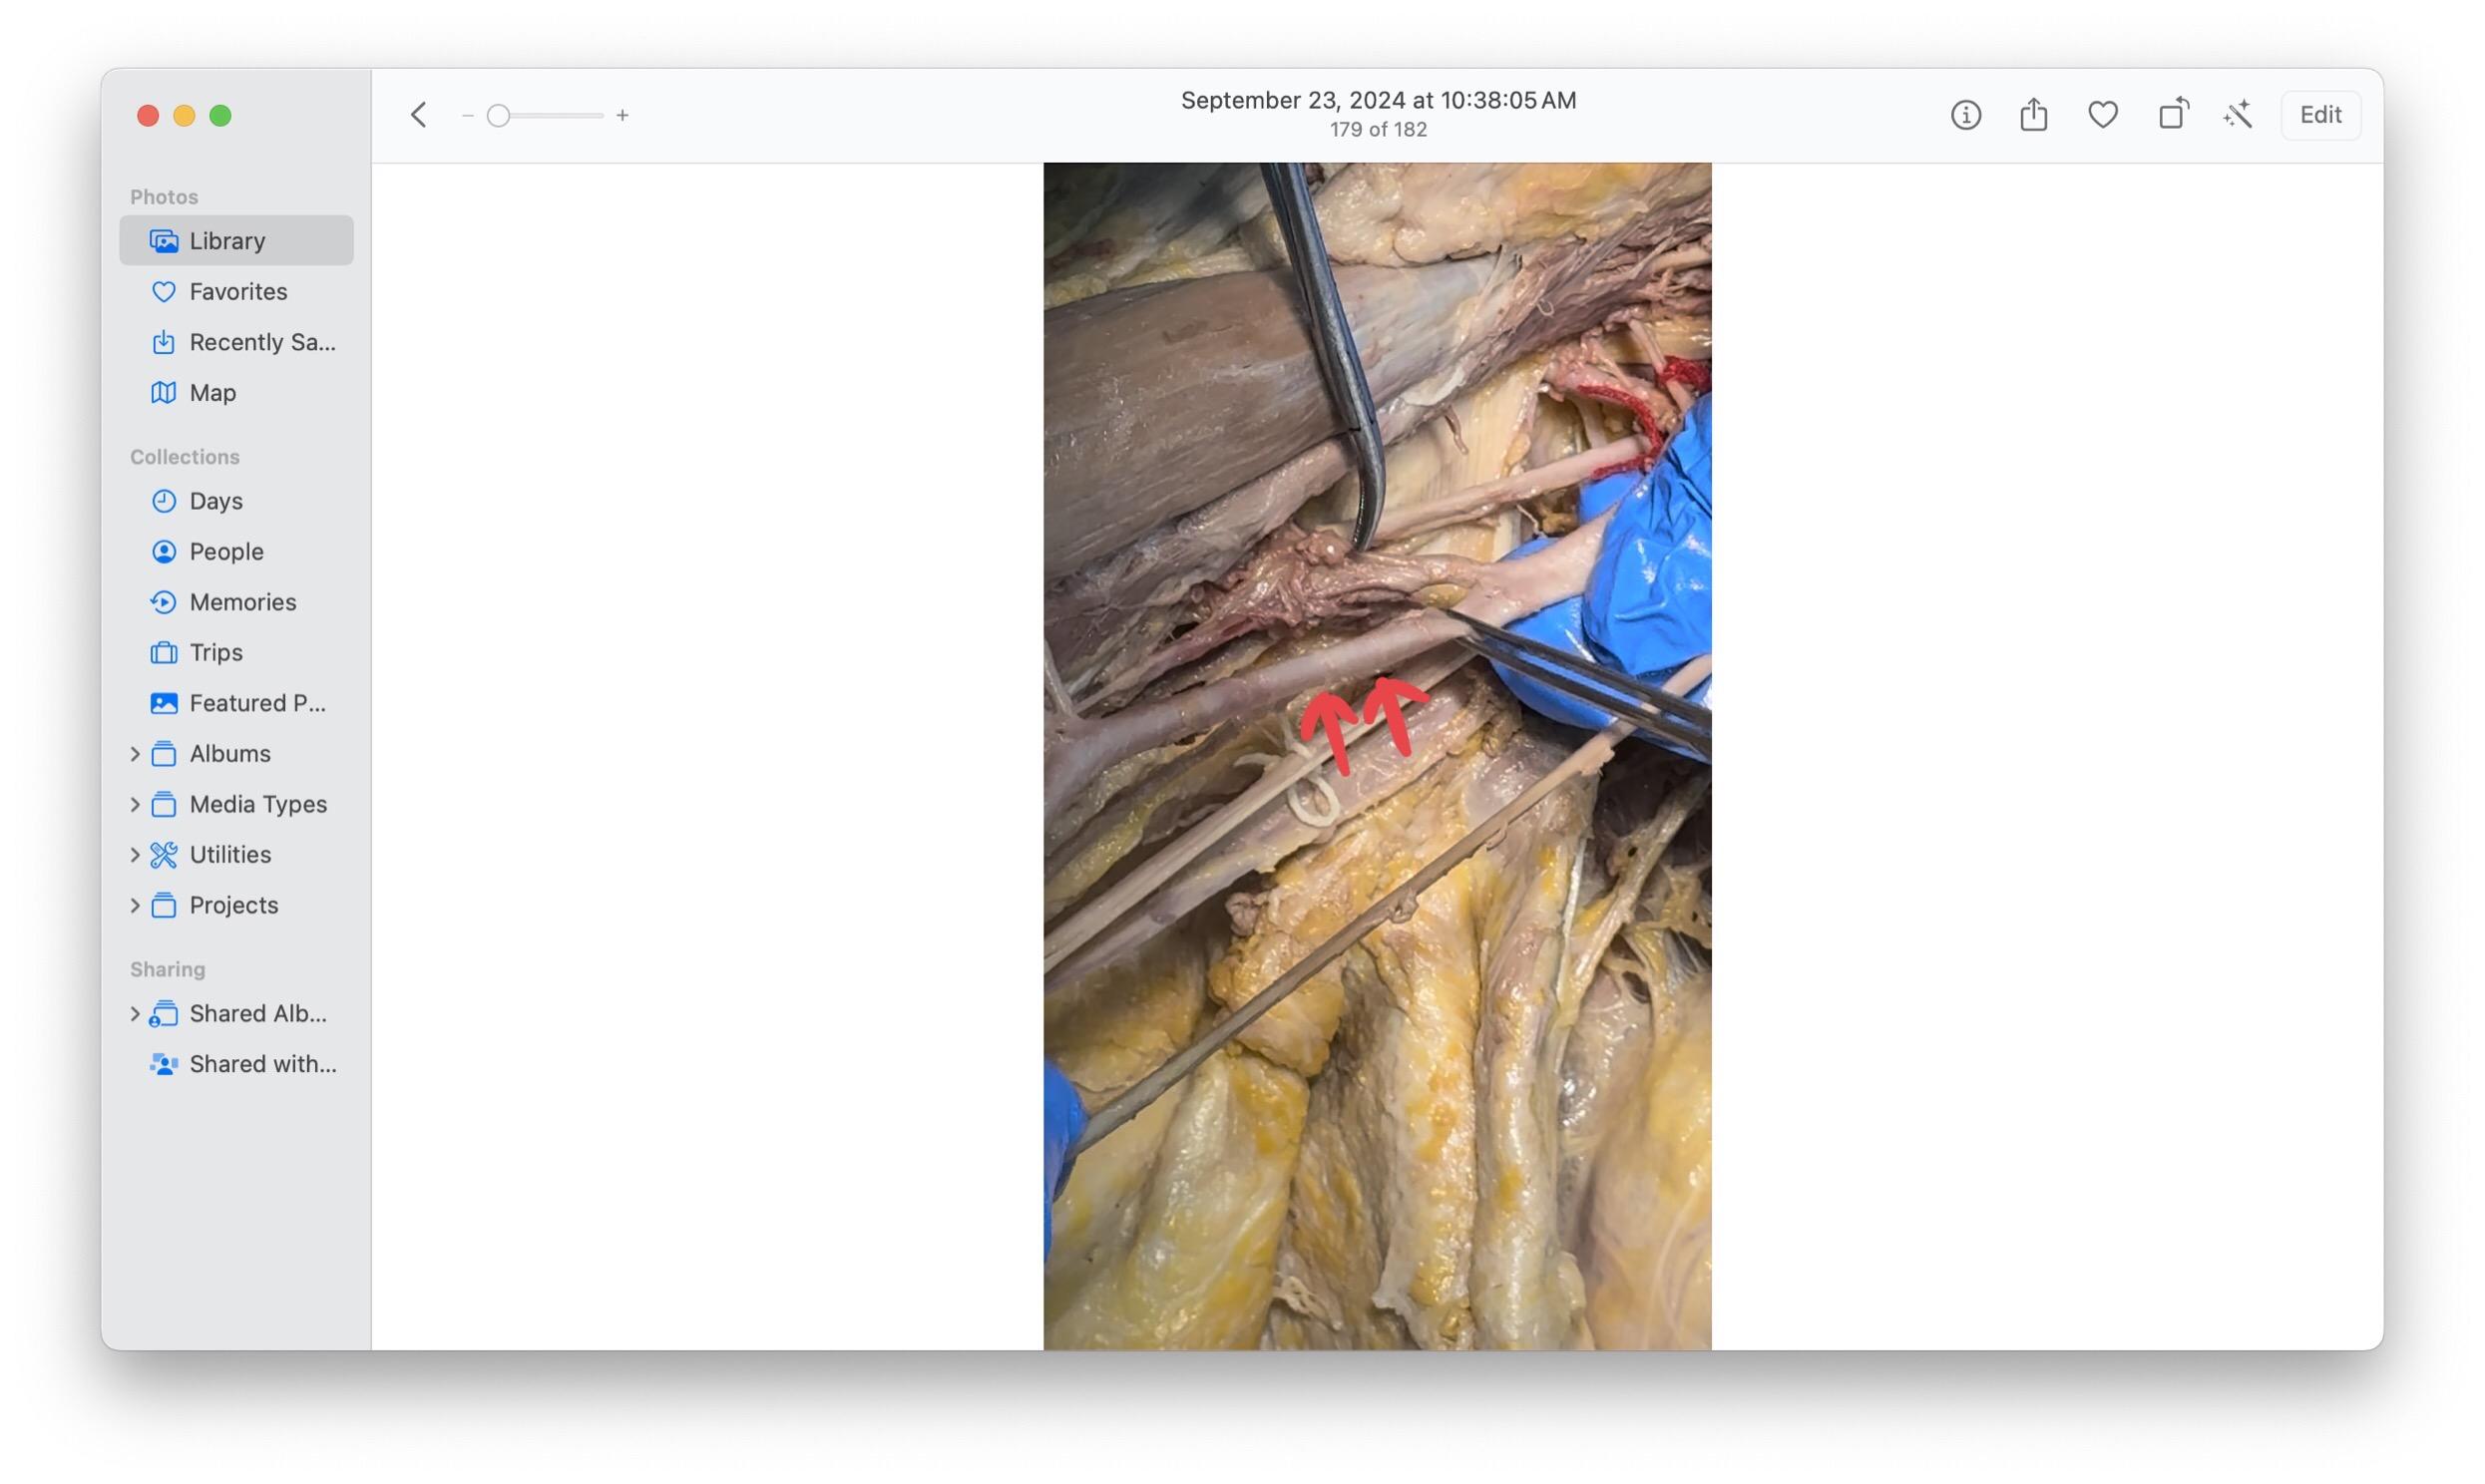 September 23, 2024 at 10:38:05 AM
179 of 182
Edit
Photos
Library
Favorites
Recently Sa...
Map
Collections
Days
People
Memories
Trips
Featured P...
Albums
Media Types
Utilities
Projects
Sharing
Shared Alb...
Shared with...